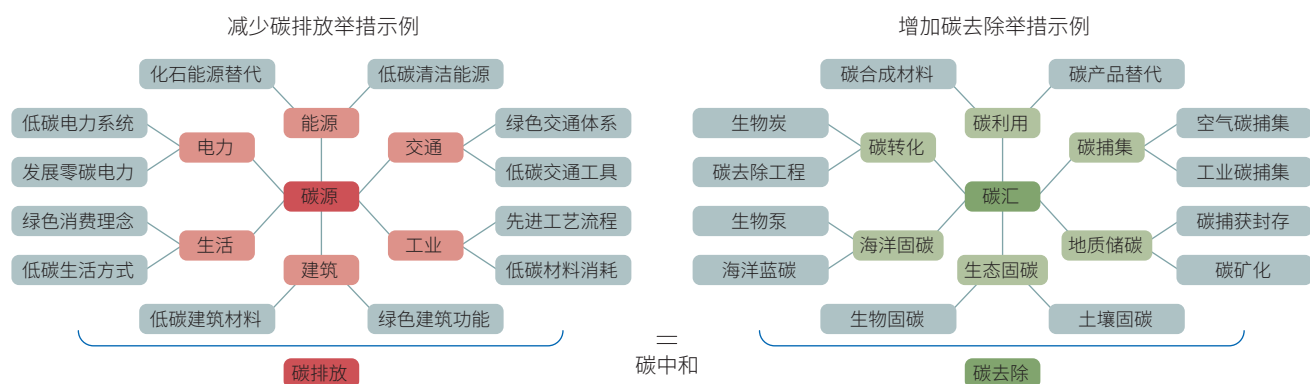 减少碳排放举措示例
化石能源替代
低碳清洁能源
低碳电力系统
能源
绿色交通体系
电力
交通
发展零碳电力
低碳交通工具
碳源
绿色消费理念
先进工艺流程
生活
工业
低碳生活方式
建筑
低碳材料消耗
低碳建筑材料
绿色建筑功能
碳排放
=
碳中和
增加碳去除举措示例
碳合成材料
碳产品替代
生物炭
碳利用
空气碳捕集
碳转化
碳捕集
碳去除工程
工业碳捕集
碳汇
生物泵
碳捕获封存
海洋固碳
地质储碳
海洋蓝碳
生态固碳
碳矿化
生物固碳
土壤固碳
碳去除